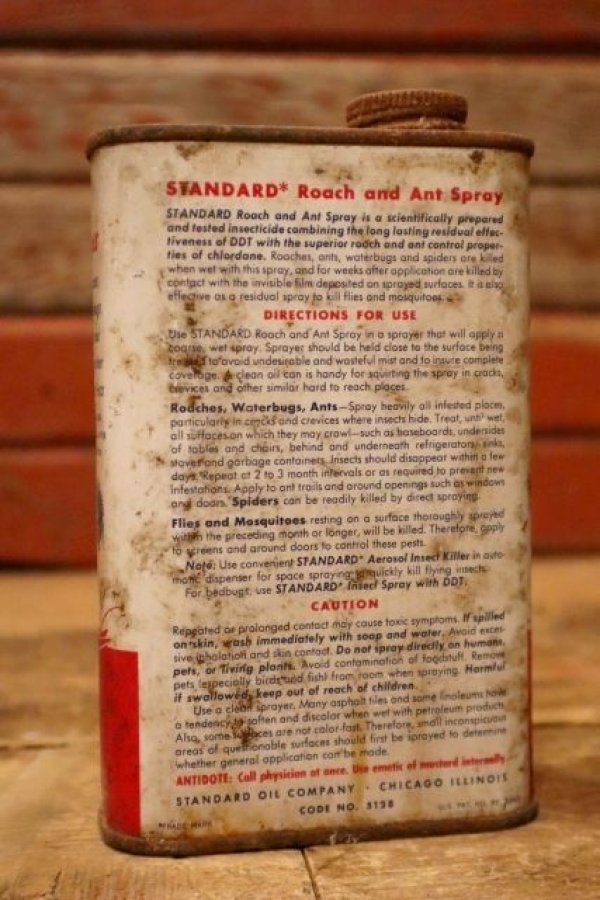 STANDARD* Roach and Ant Spray
STANDARD Roach and Ant Spray is a scientifically prepared
and tested insecticide combining the long lasting residual effec-
tiveness of DDT with the superior roach and ant control proper-
ties of chlordane. Roaches, ants, waterbugs and spiders are killed
when wet with this spray, and for weeks after application are killed by
contact with the invisible film deposited on sprayed surfaces. It is also
effective as a residual spray to kill flies and mosquitoes.
DIRECTIONS FOR USE
Use STANDARD Roach and Ant Spray in a sprayer that will apply a
coarse, wet spray. Sprayer should be held close to the surface being
treated to avoid undesirable and wasteful mist and to insure complete
coverage. A clean oil can is handy for squirting the spray in cracks,
crevices and other similar hard to reach places.
Roaches, Waterbugs, Ants—Spray heavily all infested places,
particularly in cracks and crevices where insects hide. Treat, until wet,
all surfaces on which they may crawl—such as baseboards, undersides
of tables and chairs, behind and underneath refrigerators, sinks,
stoves and garbage containers. Insects should disappear within a few
days. Repeat at 2 to 3 month intervals or as required to prevent new
infestations. Apply to ant trails and around openings such as windows
and doors. Spiders can be readily killed by direct spraying.
Flies and Mosquitoes resting on a surface thoroughly sprayed
within the preceding month or longer, will be killed. Therefore, apply
to screens and around doors to control these pests.
Note: Use convenient STANDARD* Aerosol Insect Killer in auto-
matic dispenser for space spraying to quickly kill flying insects.
For bedbugs, use STANDARD* Insect Spray with DDT.
CAUTION
Repeated or prolonged contact may cause toxic symptoms. If spilled
on skin, wash immediately with soap and water. Avoid exces-
sive inhalation and skin contact. Do not spray directly on humans,
pets, or living plants. Avoid contamination of foodstuff. Remove
pets (especially birds and fish) from room when spraying. Harmful
if swallowed, keep out of reach of children.
Use a clean sprayer. Many asphalt tiles and some linoleums have
a tendency to soften and discolor when wet with petroleum products.
Also, some surfaces are not color-fast. Therefore, small inconspicuous
areas of questionable surfaces should first be sprayed to determine
whether general application can be made.
ANTIDOTE: Call physician at once. Use emetic of mustard internally
STANDARD OIL COMPANY · CHICAGO ILLINOIS
CODE NO. 5128
*TRADE MARK
U.S. PAT. NO.